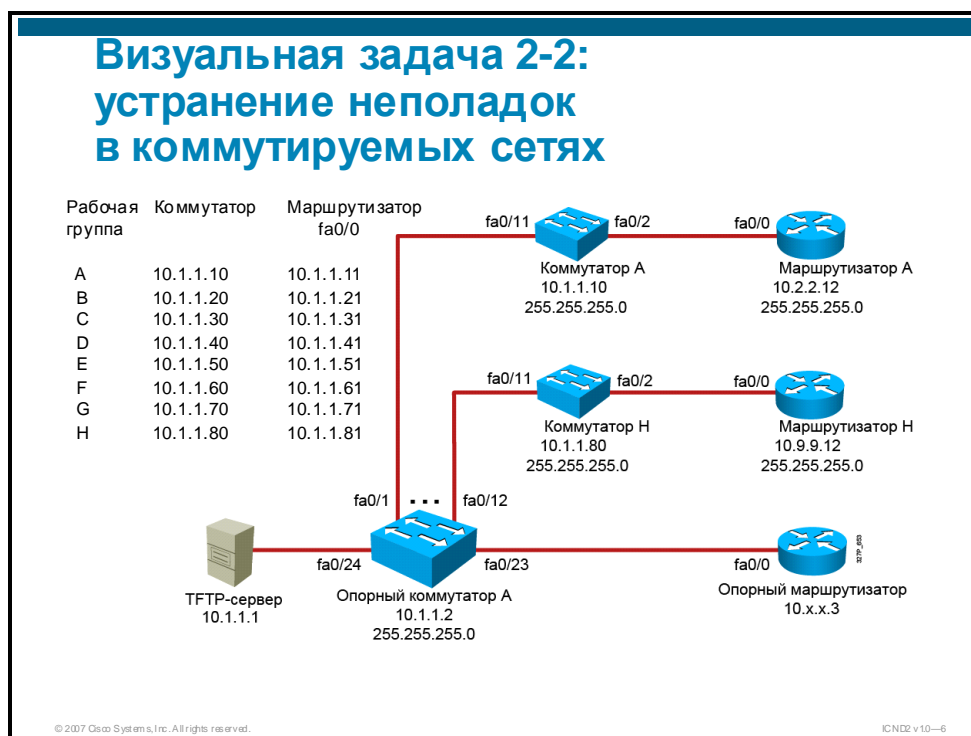 Визуальная задача 2-2:
устранение неполадок
в коммутируемых сетях
Рабочая группа Коммутатор Маршрутизатор fa0/0
A 10.1.1.10 10.1.1.11
B 10.1.1.20 10.1.1.21
C 10.1.1.30 10.1.1.31
D 10.1.1.40 10.1.1.41
E 10.1.1.50 10.1.1.51
F 10.1.1.60 10.1.1.61
G 10.1.1.70 10.1.1.71
H 10.1.1.80 10.1.1.81
fa0/11 fa0/2 fa0/0
Коммутатор A
10.1.1.10
255.255.255.0
Маршрутизатор A
10.2.2.12
255.255.255.0
fa0/11 fa0/2 fa0/0
Коммутатор H
10.1.1.80
255.255.255.0
Маршрутизатор H
10.9.9.12
255.255.255.0
fa0/1 ... fa0/12
fa0/24 fa0/23 fa0/0
TFTP-сервер
10.1.1.1
Опорный коммутатор A
10.1.1.2
255.255.255.0
Опорный маршрутизатор
10.x.x.3
327P_653
© 2007 Cisco Systems, Inc. All rights reserved.
ICND2 v1.0—6